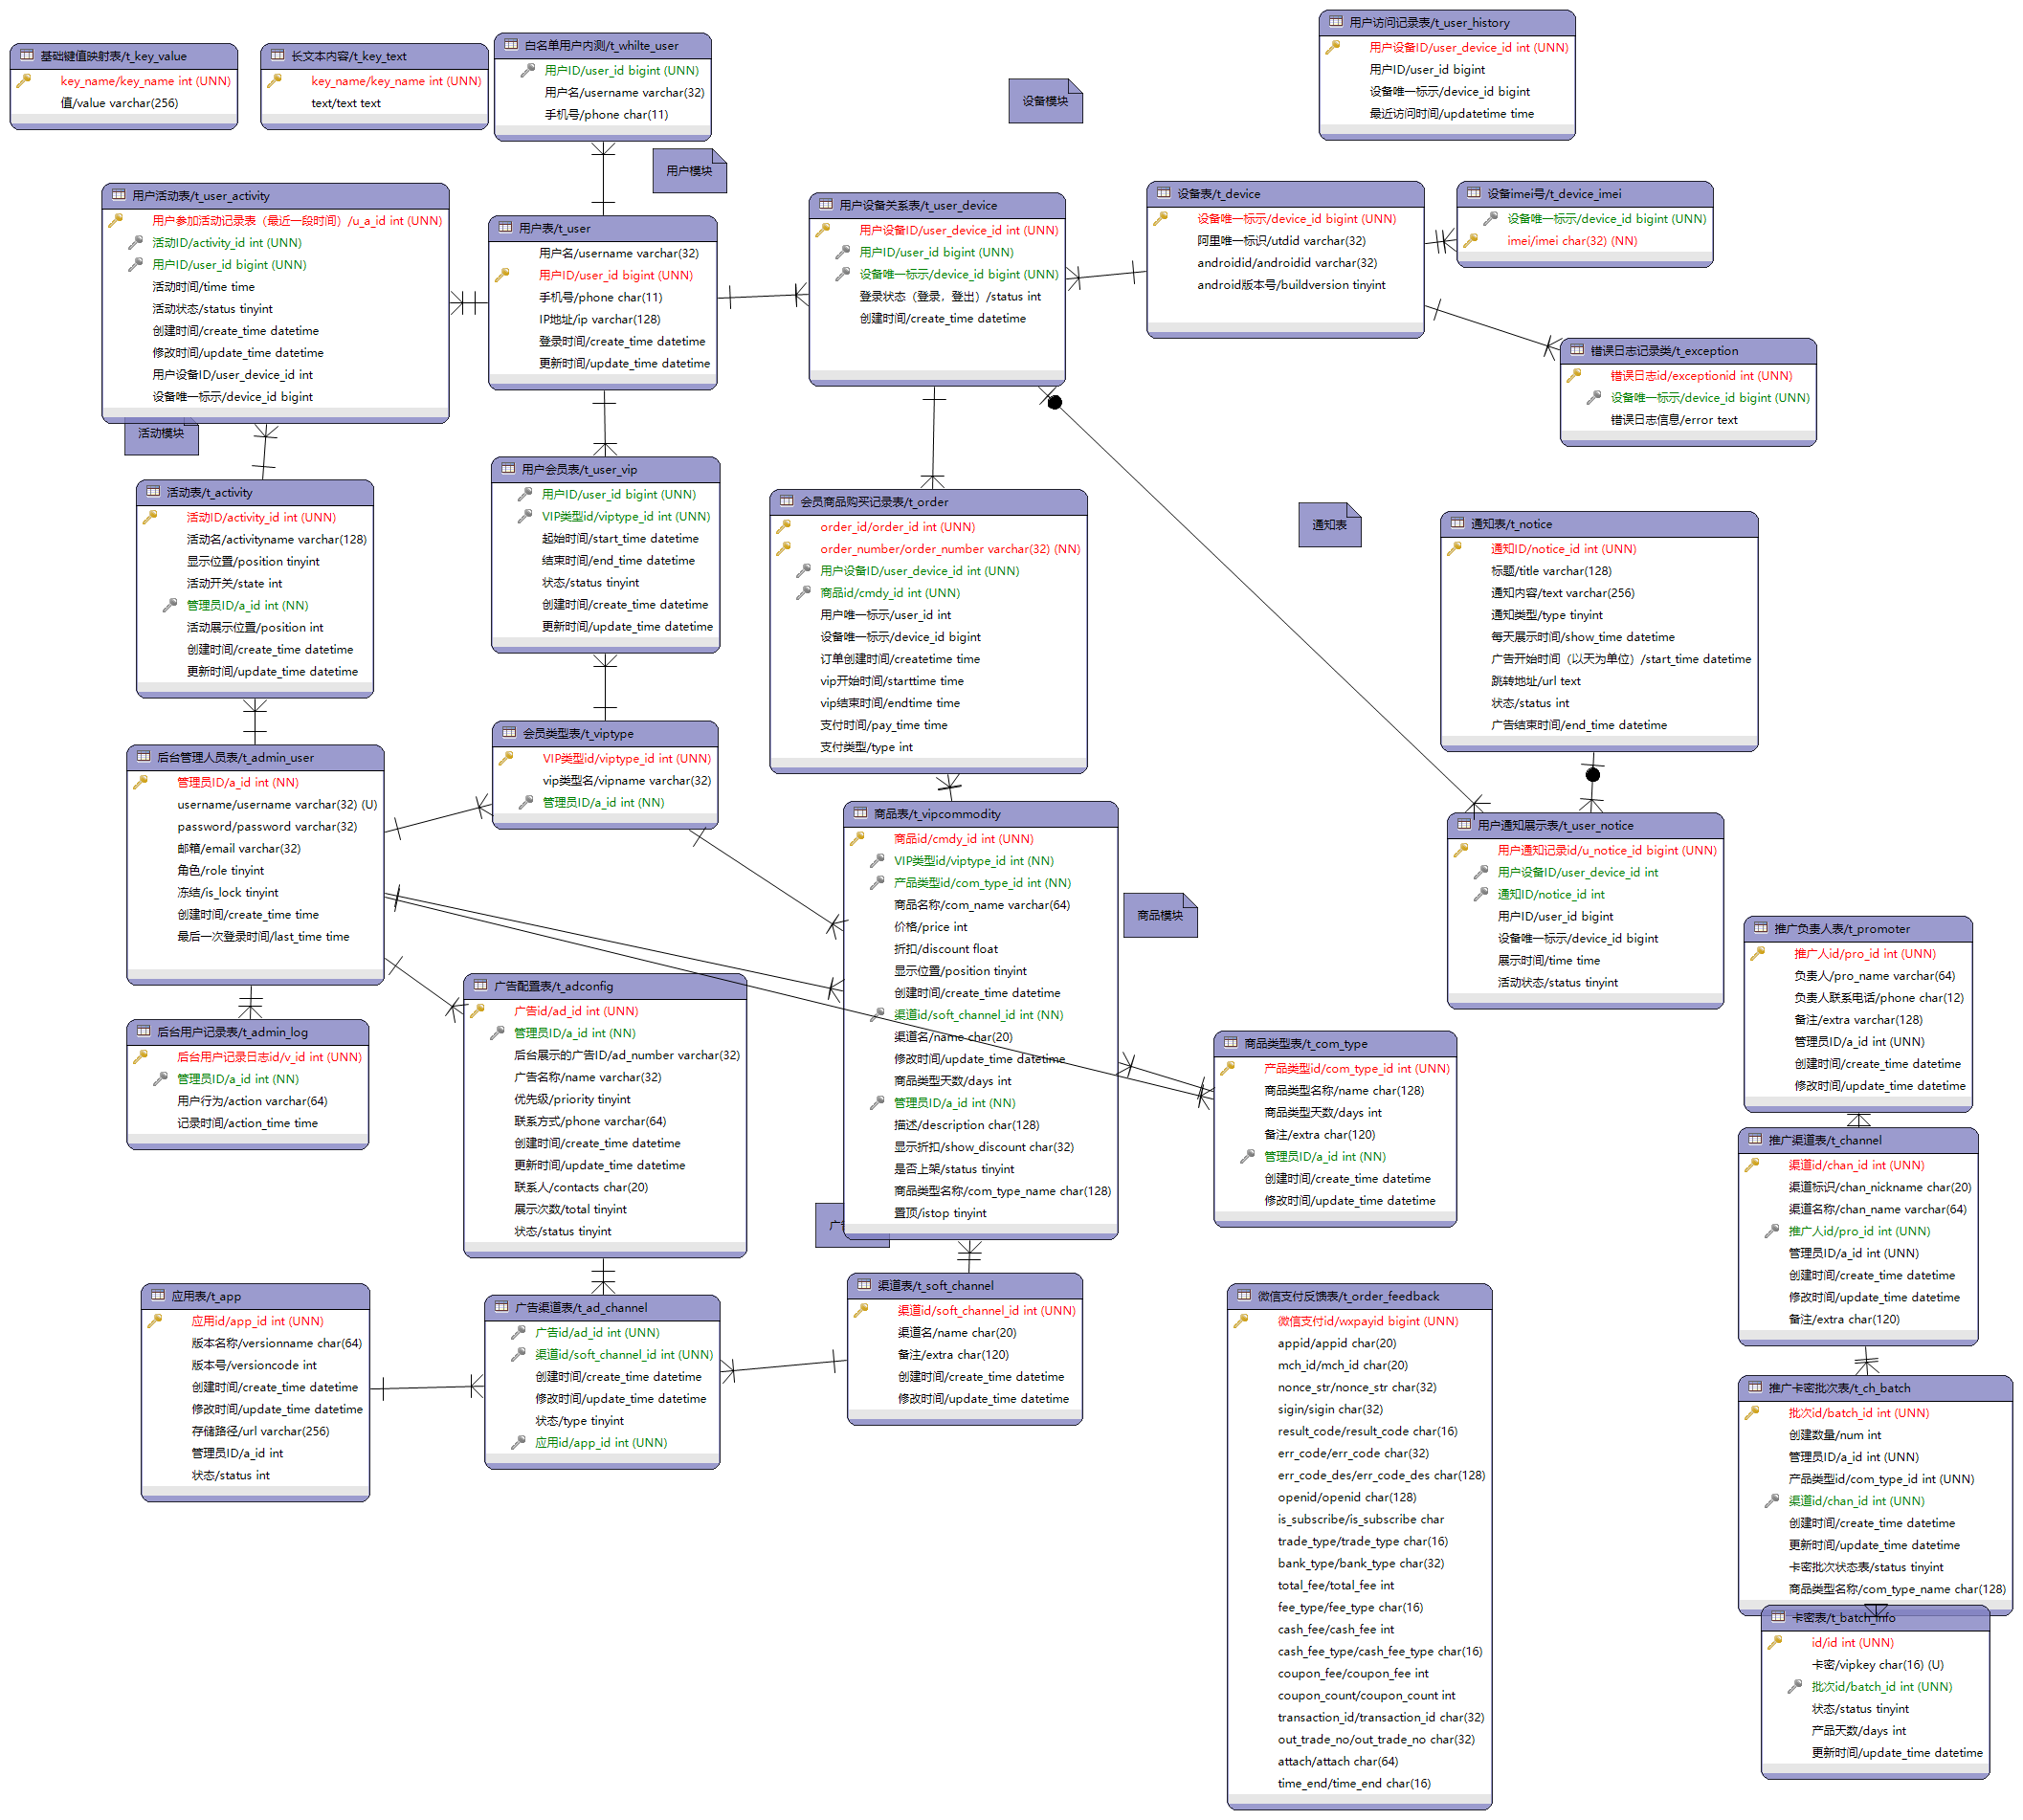 基础键值映射表/t_key_value
key_name/key_name int (UNN)
值/value varchar(256)
长文本内容/t_key_text
key_name/key_name int (UNN)
text/text text
白名单用户内测/t_whilte_user
用户ID/user_id bigint (UNN)
用户名/username varchar(32)
手机号/phone char(11)
用户模块
设备模块
用户访问记录表/t_user_history
用户设备ID/user_device_id int (UNN)
用户ID/user_id bigint
设备唯一标示/device_id bigint
最近访问时间/updatetime time
用户活动表/t_user_activity
用户参加活动记录表（最近一段时间）/u_a_id int (UNN)
活动ID/activity_id int (UNN)
用户ID/user_id bigint (UNN)
活动时间/time time
活动状态/status tinyint
创建时间/create_time datetime
修改时间/update_time datetime
用户设备ID/user_device_id int
设备唯一标示/device_id bigint
活动模块
用户表/t_user
用户名/username varchar(32)
用户ID/user_id bigint (UNN)
手机号/phone char(11)
IP地址/ip varchar(128)
登录时间/create_time datetime
更新时间/update_time datetime
用户设备关系表/t_user_device
用户设备ID/user_device_id int (UNN)
用户ID/user_id bigint (UNN)
设备唯一标示/device_id bigint (UNN)
登录状态（登录，登出）/status int
创建时间/create_time datetime
设备表/t_device
设备唯一标示/device_id bigint (UNN)
阿里唯一标识/utdid varchar(32)
androidid/androidid varchar(32)
android版本号/buildversion tinyint
设备imei号/t_device_imei
设备唯一标示/device_id bigint (UNN)
imei/imei char(32) (NN)
错误日志记录类/t_exception
错误日志id/exceptionid int (UNN)
设备唯一标示/device_id bigint (UNN)
错误日志信息/error text
活动表/t_activity
活动ID/activity_id int (UNN)
活动名/activityname varchar(128)
显示位置/position tinyint
活动开关/state int
管理员ID/a_id int (NN)
活动展示位置/position int
创建时间/create_time datetime
更新时间/update_time datetime
用户会员表/t_user_vip
用户ID/user_id bigint (UNN)
VIP类型id/viptype_id int (UNN)
起始时间/start_time datetime
结束时间/end_time datetime
状态/status tinyint
创建时间/create_time datetime
更新时间/update_time datetime
会员商品购买记录表/t_order
order_id/order_id int (UNN)
order_number/order_number varchar(32) (NN)
用户设备ID/user_device_id int (UNN)
商品id/cmdy_id int (UNN)
用户唯一标示/user_id int
设备唯一标示/device_id bigint
订单创建时间/createtime time
vip开始时间/starttime time
vip结束时间/endtime time
支付时间/pay_time time
支付类型/type int
通知表
通知表/t_notice
通知ID/notice_id int (UNN)
标题/title varchar(128)
通知内容/text varchar(256)
通知类型/type tinyint
每天展示时间/show_time datetime
广告开始时间（以天为单位）/start_time datetime
跳转地址/url text
状态/status int
广告结束时间/end_time datetime
后台管理人员表/t_admin_user
管理员ID/a_id int (NN)
username/username varchar(32) (U)
password/password varchar(32)
邮箱/email varchar(32)
角色/role tinyint
冻结/is_lock tinyint
创建时间/create_time time
最后一次登录时间/last_time time
会员类型表/t_viptype
VIP类型id/viptype_id int (UNN)
vip类型名/vipname varchar(32)
管理员ID/a_id int (NN)
商品表/t_vipcommodity
商品id/cmdy_id int (UNN)
VIP类型id/viptype_id int (NN)
产品类型id/com_type_id int (NN)
商品名称/com_name varchar(64)
价格/price int
折扣/discount float
显示位置/position tinyint
创建时间/create_time datetime
渠道id/soft_channel_id int (NN)
渠道名/name char(20)
修改时间/update_time datetime
商品类型天数/days int
管理员ID/a_id int (NN)
描述/description char(128)
显示折扣/show_discount char(32)
是否上架/status tinyint
商品类型名称/com_type_name char(128)
置顶/istop tinyint
商品模块
用户通知展示表/t_user_notice
用户通知记录id/u_notice_id bigint (UNN)
用户设备ID/user_device_id int
通知ID/notice_id int
用户ID/user_id bigint
设备唯一标示/device_id bigint
展示时间/time time
活动状态/status tinyint
推广负责人表/t_promoter
推广人id/pro_id int (UNN)
负责人/pro_name varchar(64)
负责人联系电话/phone char(12)
备注/extra varchar(128)
管理员ID/a_id int (UNN)
创建时间/create_time datetime
修改时间/update_time datetime
后台用户记录表/t_admin_log
后台用户记录日志id/v_id int (UNN)
管理员ID/a_id int (NN)
用户行为/action varchar(64)
记录时间/action_time time
广告配置表/t_adconfig
广告id/ad_id int (UNN)
管理员ID/a_id int (NN)
后台展示的广告ID/ad_number varchar(32)
广告名称/name varchar(32)
优先级/priority tinyint
联系方式/phone varchar(64)
创建时间/create_time datetime
更新时间/update_time datetime
联系人/contacts char(20)
展示次数/total tinyint
状态/status tinyint
商品类型表/t_com_type
产品类型id/com_type_id int (UNN)
商品类型名称/name char(128)
商品类型天数/days int
备注/extra char(120)
管理员ID/a_id int (NN)
创建时间/create_time datetime
修改时间/update_time datetime
推广渠道表/t_channel
渠道id/chan_id int (UNN)
渠道标识/chan_nickname char(20)
渠道名称/chan_name varchar(64)
推广人id/pro_id int (UNN)
管理员ID/a_id int (UNN)
创建时间/create_time datetime
修改时间/update_time datetime
备注/extra char(120)
应用表/t_app
应用id/app_id int (UNN)
版本名称/versionname char(64)
版本号/versioncode int
创建时间/create_time datetime
修改时间/update_time datetime
存储路径/url varchar(256)
管理员ID/a_id int
状态/status int
广告渠道表/t_ad_channel
广告id/ad_id int (UNN)
渠道id/soft_channel_id int (UNN)
创建时间/create_time datetime
修改时间/update_time datetime
状态/type tinyint
应用id/app_id int (UNN)
渠道表/t_soft_channel
渠道id/soft_channel_id int (UNN)
渠道名/name char(20)
备注/extra char(120)
创建时间/create_time datetime
修改时间/update_time datetime
微信支付反馈表/t_order_feedback
微信支付id/wxpayid bigint (UNN)
appid/appid char(20)
mch_id/mch_id char(20)
nonce_str/nonce_str char(32)
sigin/sigin char(32)
result_code/result_code char(16)
err_code/err_code char(32)
err_code_des/err_code_des char(128)
openid/openid char(128)
is_subscribe/is_subscribe char
trade_type/trade_type char(16)
bank_type/bank_type char(32)
total_fee/total_fee int
fee_type/fee_type char(16)
cash_fee/cash_fee int
cash_fee_type/cash_fee_type char(16)
coupon_fee/coupon_fee int
coupon_count/coupon_count int
transaction_id/transaction_id char(32)
out_trade_no/out_trade_no char(32)
attach/attach char(64)
time_end/time_end char(16)
推广卡密批次表/t_ch_batch
批次id/batch_id int (UNN)
创建数量/num int
管理员ID/a_id int (UNN)
产品类型id/com_type_id int (UNN)
渠道id/chan_id int (UNN)
创建时间/create_time datetime
更新时间/update_time datetime
卡密批次状态表/status tinyint
商品类型名称/com_type_name char(128)
卡密表/t_batch_info
id/id int (UNN)
卡密/vipkey char(16) (U)
批次id/batch_id int (UNN)
状态/status tinyint
产品天数/days int
更新时间/update_time datetime